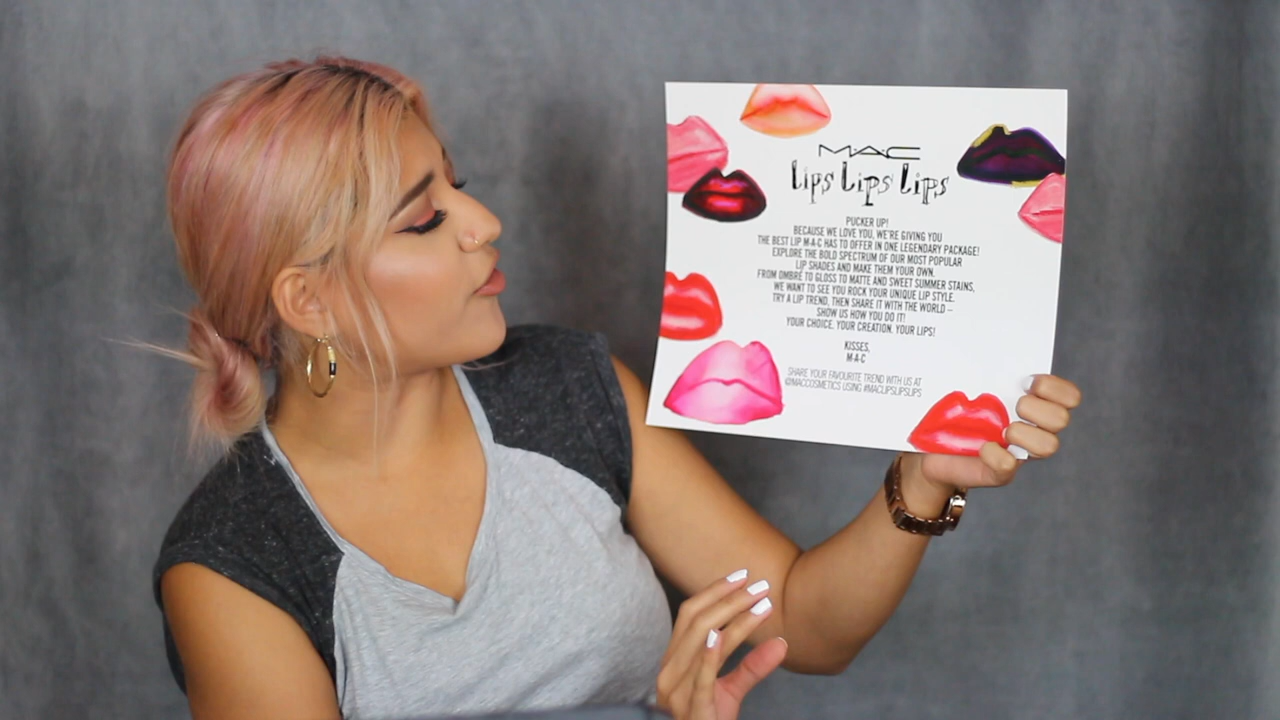 M·A·C
Lips Lips Lips
PUCKER UP!
BECAUSE WE LOVE YOU, WE'RE GIVING YOU
THE BEST LIP M·A·C HAS TO OFFER IN ONE LEGENDARY PACKAGE!
EXPLORE THE BOLD SPECTRUM OF OUR MOST POPULAR
LIP SHADES AND MAKE THEM YOUR OWN.
FROM OMBRÉ TO GLOSS TO MATTE AND SWEET SUMMER STAINS,
WE WANT TO SEE YOU ROCK YOUR UNIQUE LIP STYLE.
TRY A LIP TREND, THEN SHARE IT WITH THE WORLD –
SHOW US HOW YOU DO IT!
YOUR CHOICE. YOUR CREATION. YOUR LIPS!
KISSES,
M·A·C
SHARE YOUR FAVOURITE TREND WITH US AT
@MACCOSMETICS USING #MACLIPSLIPSLIPS